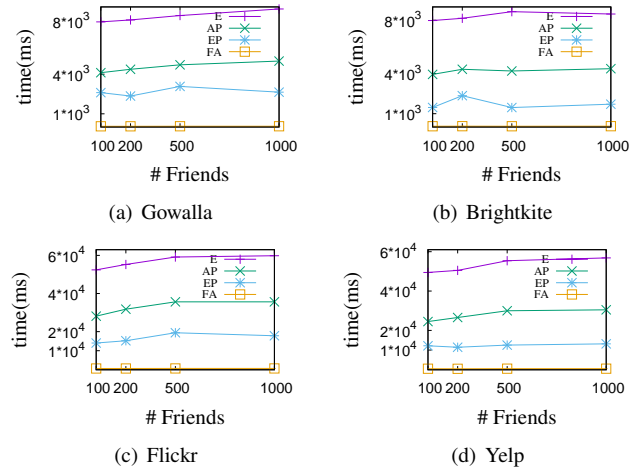 8*10³
4*10³
1*10³
time(ms)
E
AP
EP
FA
100 200 500 1000
# Friends
(a) Gowalla
8*10³
4*10³
1*10³
time(ms)
E
AP
EP
FA
100 200 500 1000
# Friends
(b) Brightkite
6*10⁴
4*10⁴
2*10⁴
1*10⁴
time(ms)
E
AP
EP
FA
100 200 500 1000
# Friends
(c) Flickr
6*10⁴
4*10⁴
2*10⁴
1*10⁴
time(ms)
E
AP
EP
FA
100 200 500 1000
# Friends
(d) Yelp